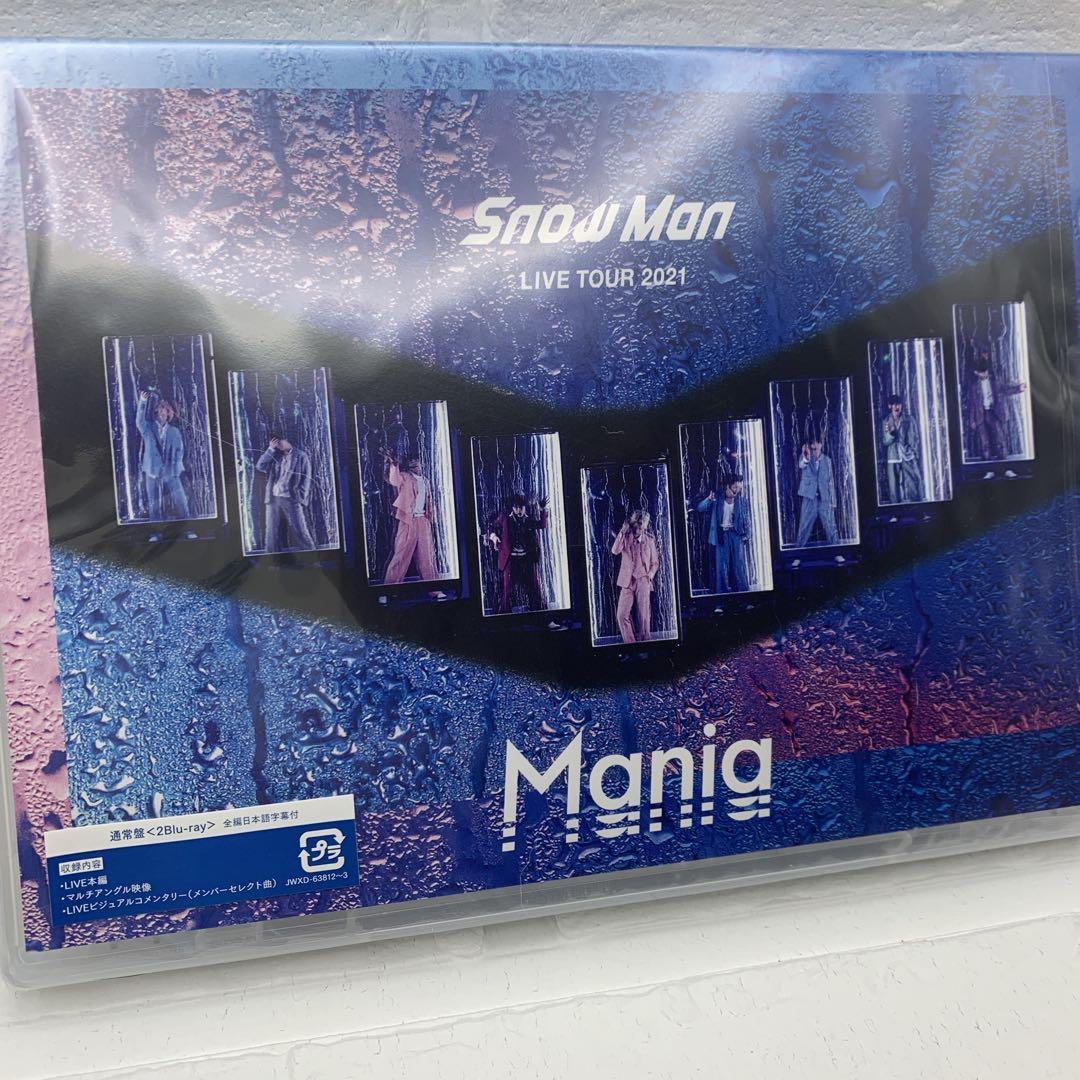 Snow Man
LIVE TOUR 2021
Mania
通常盤<2Blu-ray> 全編日本語字幕付
収録内容
・LIVE本編
・マルチアングル映像
・LIVEビジュアルコメンタリー(メンバーセレクト曲)
プラ
JWXD-63812~3